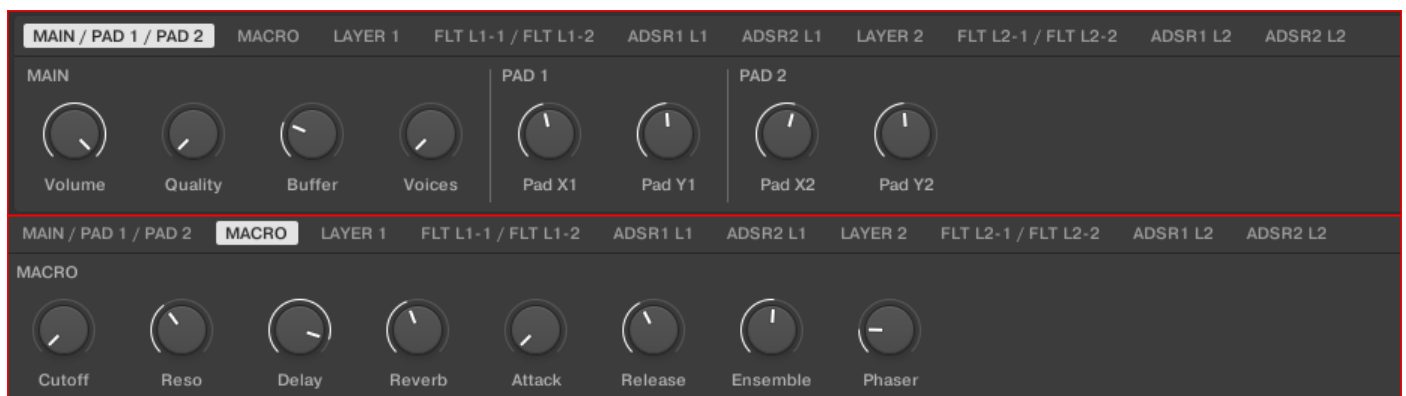 MAIN / PAD 1 / PAD 2 MACRO LAYER 1 FLT L1-1 / FLT L1-2 ADSR1 L1 ADSR2 L1 LAYER 2 FLT L2-1 / FLT L2-2 ADSR1 L2 ADSR2 L2
MAIN PAD 1 PAD 2
Volume Quality Buffer Voices Pad X1 Pad Y1 Pad X2 Pad Y2
MAIN / PAD 1 / PAD 2 MACRO LAYER 1 FLT L1-1 / FLT L1-2 ADSR1 L1 ADSR2 L1 LAYER 2 FLT L2-1 / FLT L2-2 ADSR1 L2 ADSR2 L2
MACRO
Cutoff Reso Delay Reverb Attack Release Ensemble Phaser